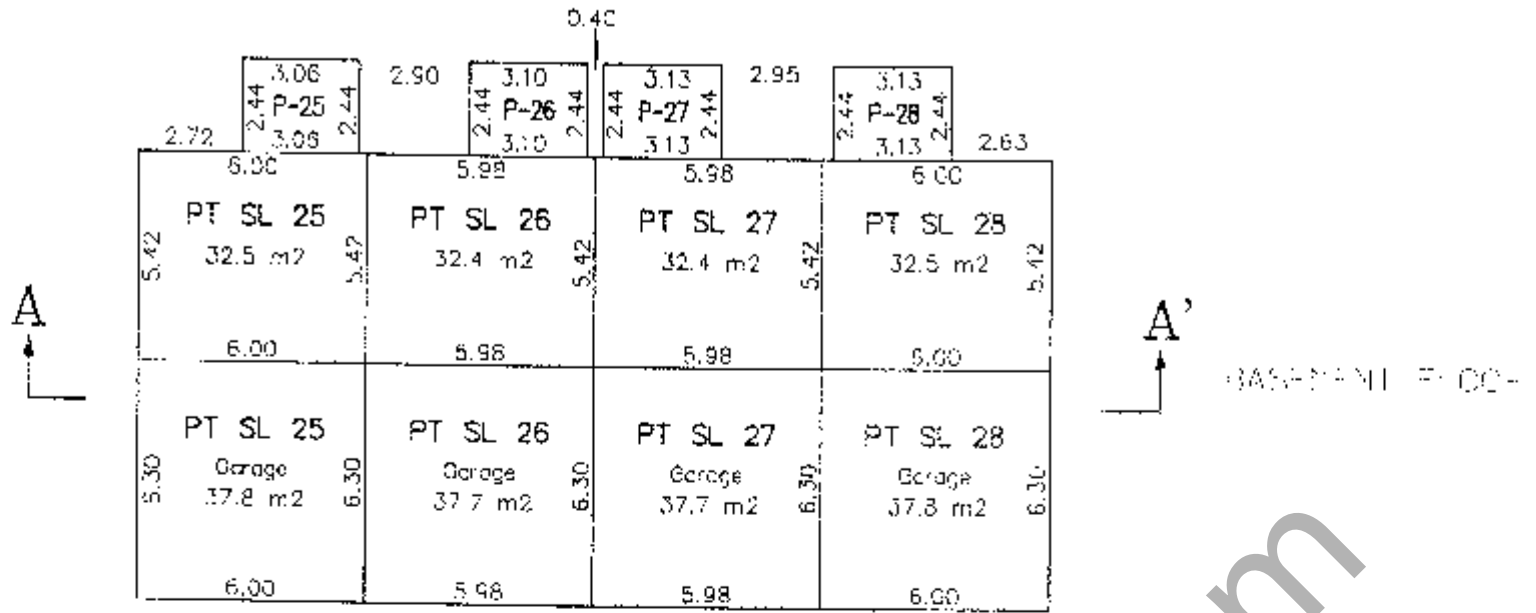 0.40
3.06 2.90 3.10 3.13 2.95 3.13
2.44 P-25 2.44 2.44 P-26 2.44 2.44 P-27 2.44 2.44 P-28 2.44
2.72 3.06 3.10 3.13 3.13 2.63
6.00 5.98 5.98 6.00
PT SL 25 PT SL 26 PT SL 27 PT SL 28
5.42 32.5 m2 5.42 32.4 m2 5.42 32.4 m2 5.42 32.5 m2 5.42
A A’
6.00 5.98 5.98 6.00
BASEMENT
PT SL 25 PT SL 26 PT SL 27 PT SL 28
Garage Garage Garage Garage
6.30 37.8 m2 6.30 37.7 m2 6.30 37.7 m2 6.30 37.8 m2 6.30
6.00 5.98 5.98 6.00
m